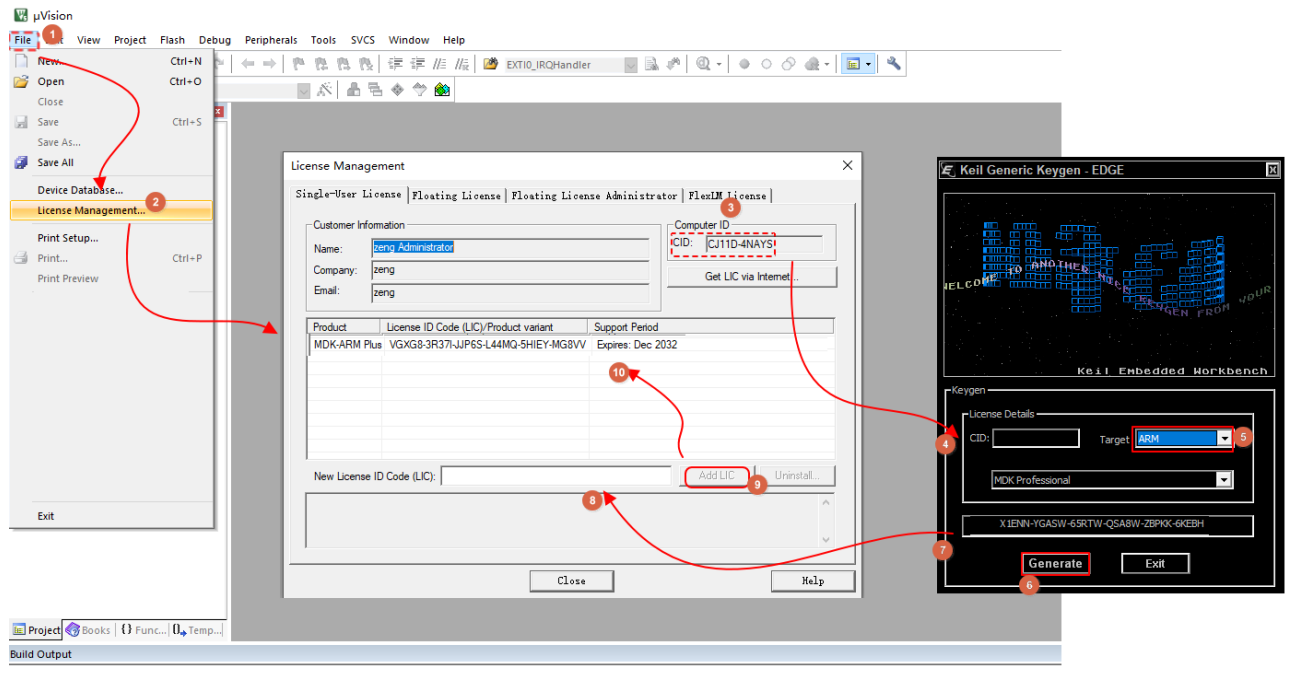 µVision
File Edit View Project Flash Debug Peripherals Tools SVCS Window Help
1
New... Ctrl+N
EXTI0_IRQHandler
Open Ctrl+O
Close
Save Ctrl+S
Save As...
Save All
Device Database...
License Management... 2
Print Setup...
Print... Ctrl+P
Print Preview
Exit
License Management
Single-User License Floating License Floating License Administrator FlexLM License
3
Customer Information
Name: zeng Administrator
Company: zeng
Email: zeng
Computer ID
CID: CJ11D-4NAYS
Get LIC via Internet...
Product License ID Code (LIC)/Product variant Support Period
MDK-ARM Plus VGXG8-3R37I-JJP6S-L44MQ-5HIEY-MG8VV Expires: Dec 2032
10
New License ID Code (LIC): Add LIC Uninstall...
9
8
Close Help
Keil Generic Keygen - EDGE
WELCOME TO ANOTHER NICE KEYGEN FROM YOUR
Keil Embedded Workbench
Keygen
License Details
4 CID: Target ARM 5
MDK Professional
X1ENN-YGASW-65RTW-QSA8W-ZBPKK-6KEBH
7
Generate Exit
6
Project Books {} Func... Temp...
Build Output